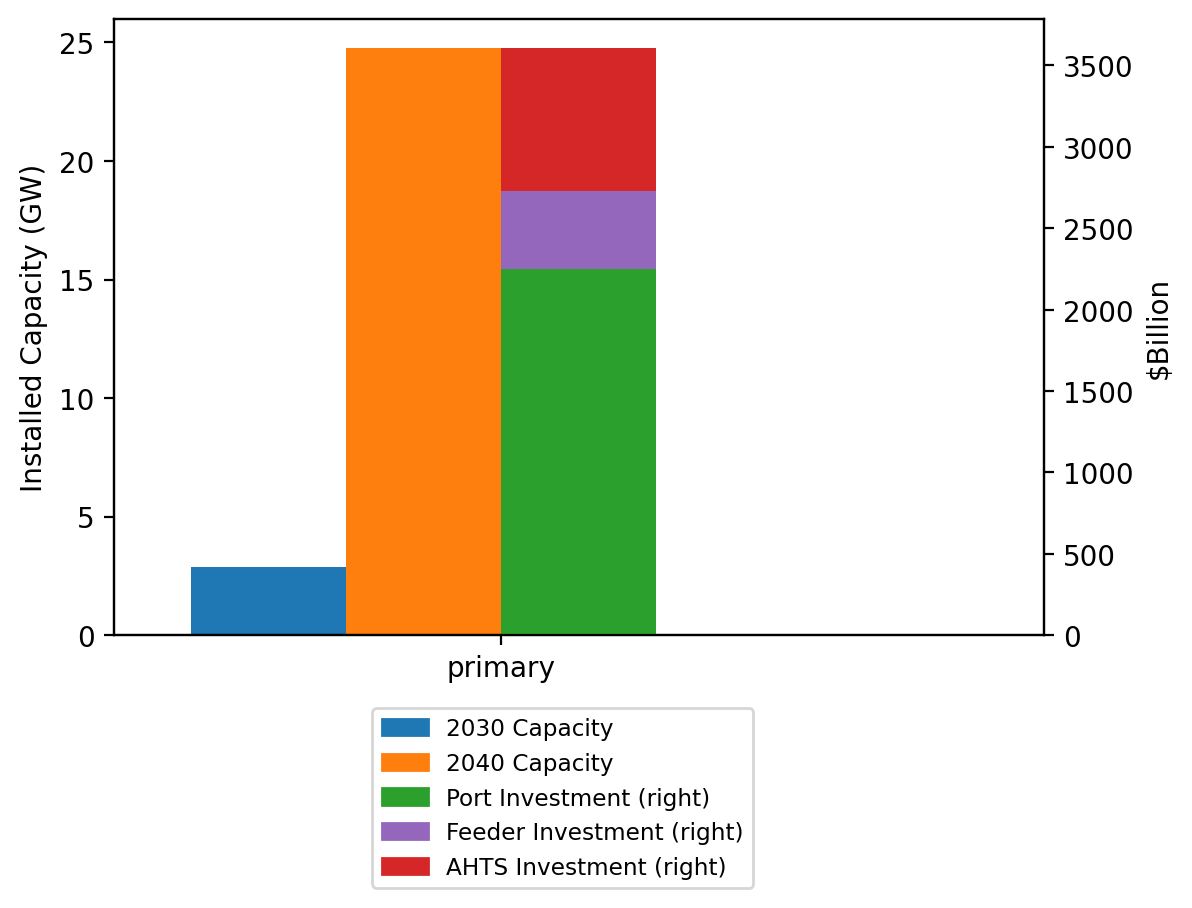 Installed Capacity (GW)
25
20
15
10
5
0
3500
3000
2500
2000
1500
1000
500
0
$Billion
primary
2030 Capacity
2040 Capacity
Port Investment (right)
Feeder Investment (right)
AHTS Investment (right)